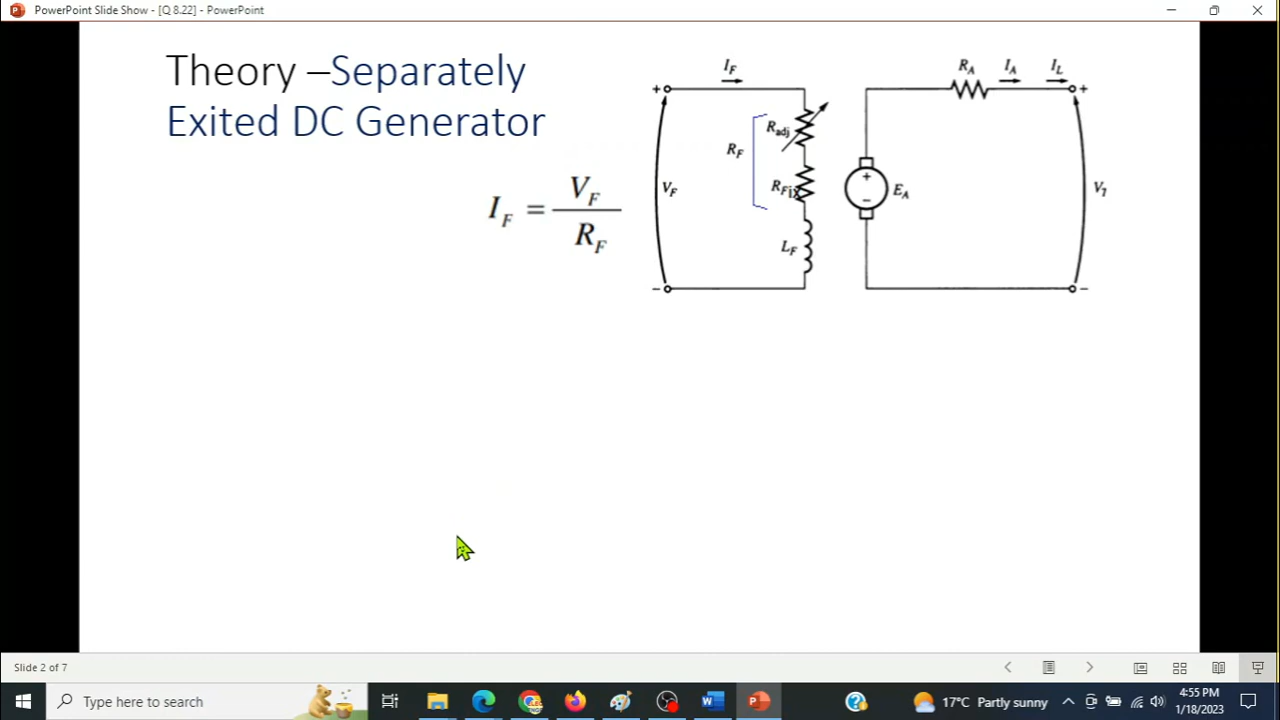 PowerPoint Slide Show - [Q 8.22] - PowerPoint
Theory –Separately
Exited DC Generator
I_F = V_F / R_F
I_F
+
R_adj
R_F
V_F
R_Fix
L_F
−
R_A
I_A
I_L
+
+
−
E_A
V_T
−
Slide 2 of 7
Type here to search
17°C Partly sunny
4:55 PM
1/18/2023